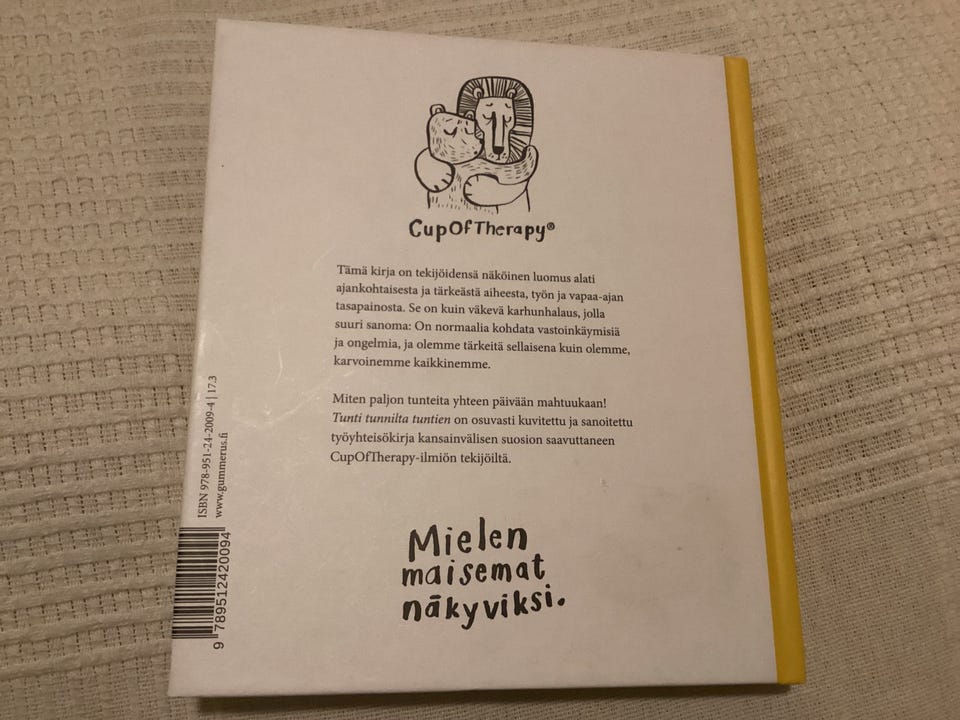 CupOfTherapy®
Tämä kirja on tekijöidensä näköinen luomus alati
ajankohtaisesta ja tärkeästä aiheesta, työn ja vapaa-ajan
tasapainosta. Se on kuin väkevä karhunhalaus, jolla
suuri sanoma: On normaalia kohdata vastoinkäymisiä
ja ongelmia, ja olemme tärkeitä sellaisena kuin olemme,
karvoinemme kaikkinemme.
Miten paljon tunteita yhteen päivään mahtuukaan!
Tunti tunnilta tuntien on osuvasti kuvitettu ja sanoitettu
työyhteisökirja kansainvälisen suosion saavuttaneen
CupOfTherapy-ilmiön tekijöiltä.
Mielen
maisemat
näkyviksi.
ISBN 978-951-24-2009-4 | 17.3
www.gummerus.fi
9 789512420094